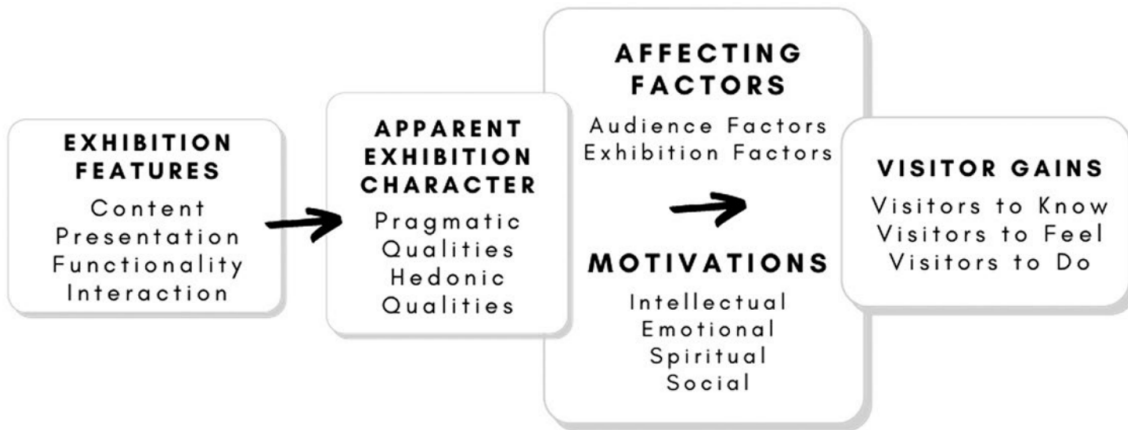 EXHIBITION
FEATURES
Content
Presentation
Functionality
Interaction
APPARENT
EXHIBITION
CHARACTER
Pragmatic
Qualities
Hedonic
Qualities
AFFECTING
FACTORS
Audience Factors
Exhibition Factors
MOTIVATIONS
Intellectual
Emotional
Spiritual
Social
VISITOR GAINS
Visitors to Know
Visitors to Feel
Visitors to Do